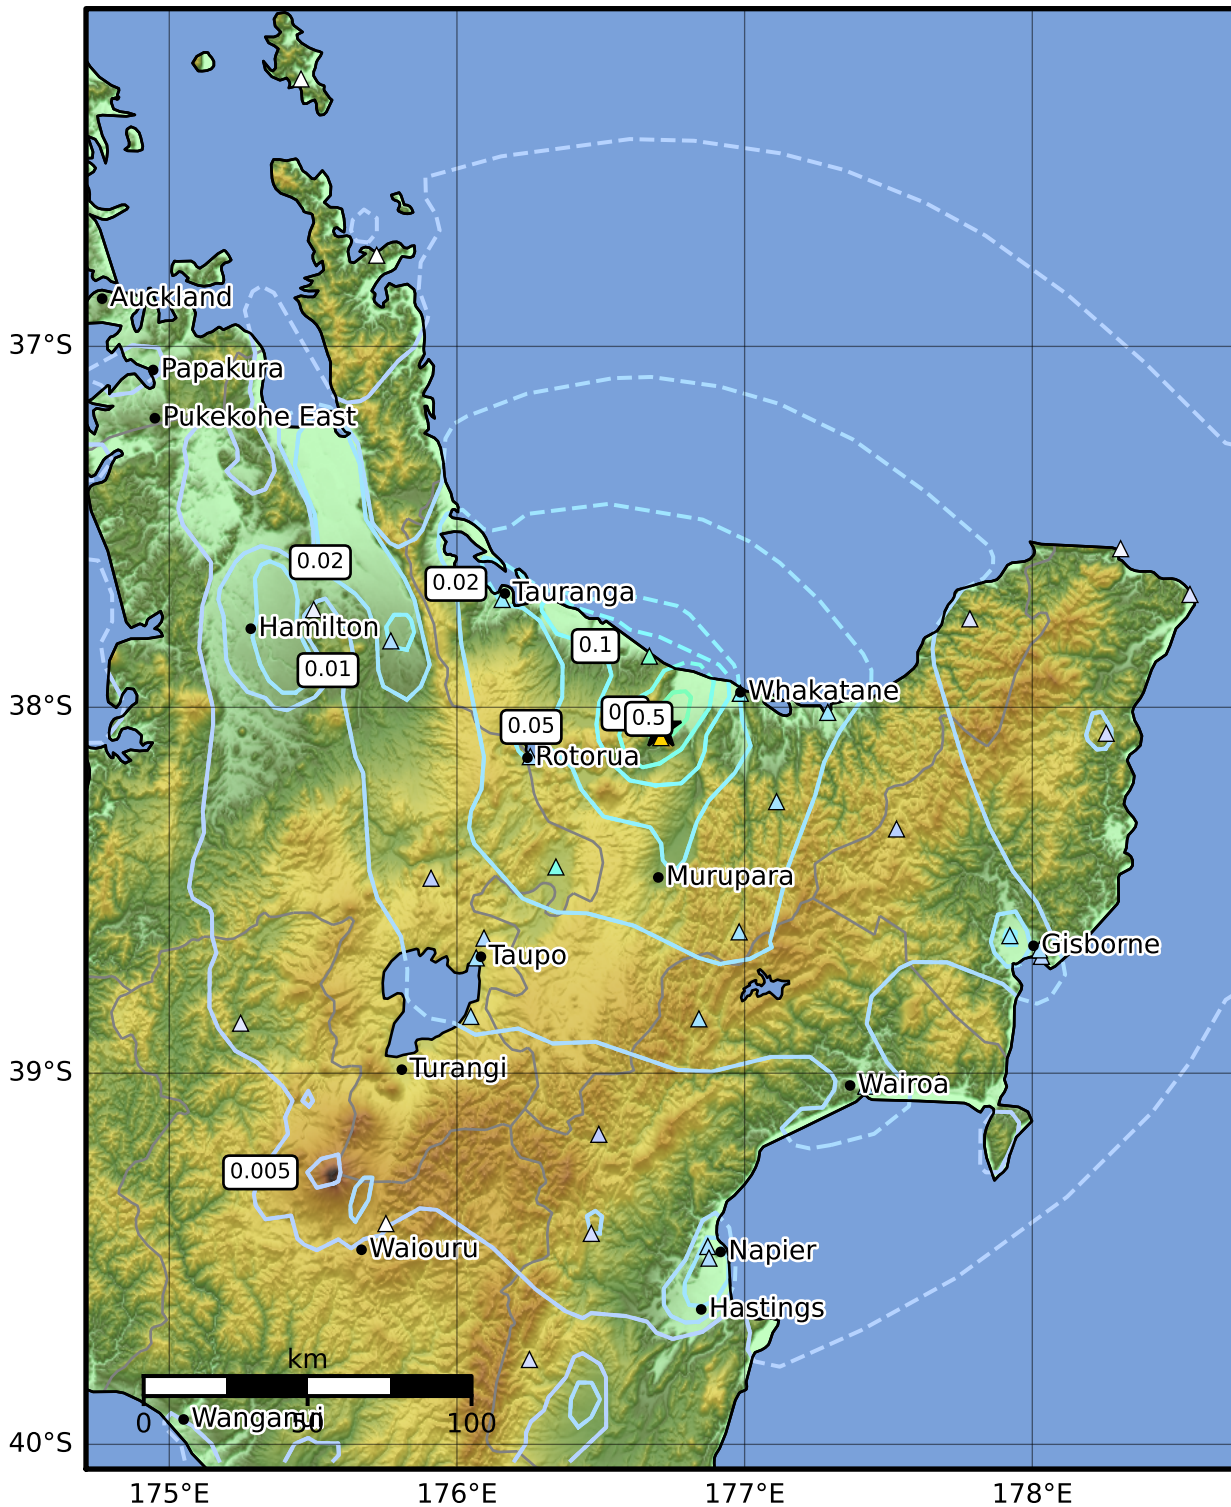 Auckland
37°S
Papakura
Pukekohe East
0.02
0.02
Tauranga
Hamilton
0.1
0.01
Whakatane
38°S
0.5
0.05
Rotorua
Murupara
Gisborne
Taupo
39°S
Turangi
Wairoa
0.005
Waiouru
Napier
Hastings
km
0 50 100
Wanganui
40°S
175°E 176°E 177°E 178°E